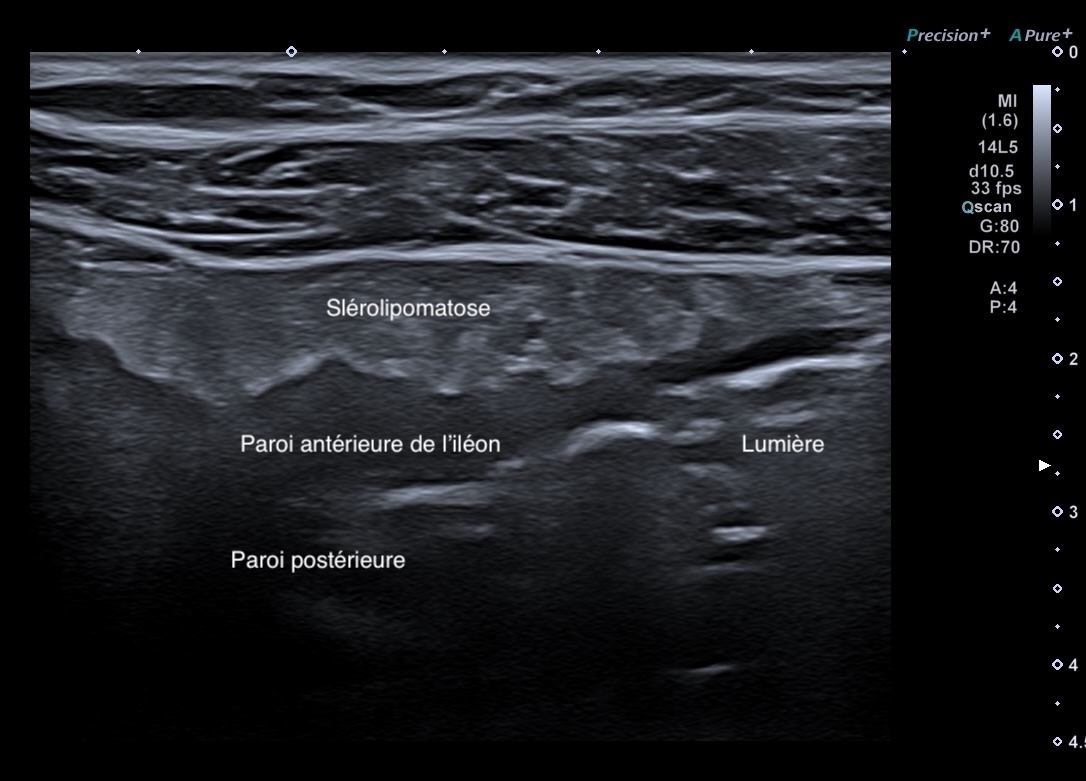 Precision+ APure+
0
MI
(1.6)
14L5
d10.5
33 fps
Qscan
1
G:80
DR:70
A:4
P:4
Slérolipomatose
2
Paroi antérieure de l'iléon
Lumière
3
Paroi postérieure
4
4.5